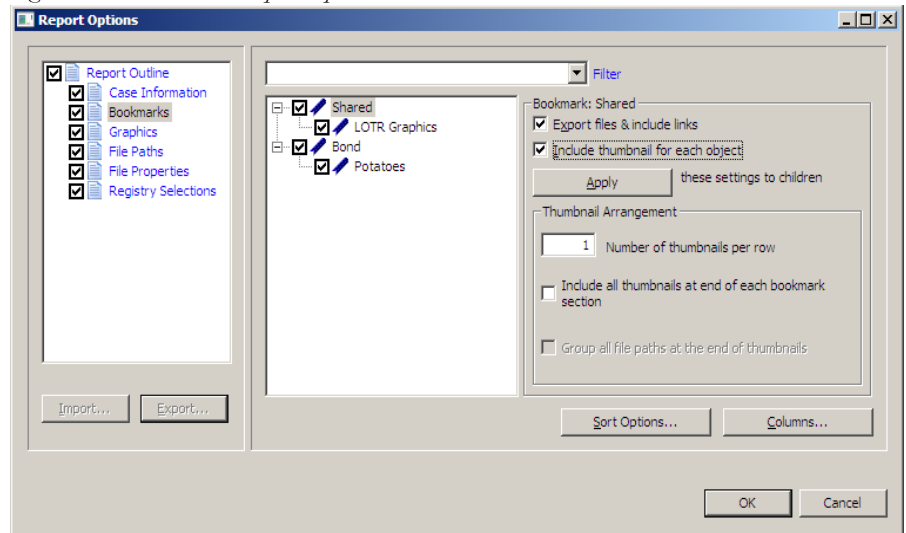 Report Options
Report Outline
Case Information
Bookmarks
Graphics
File Paths
File Properties
Registry Selections
Import...
Export...
Filter
Shared
LOTR Graphics
Bond
Potatoes
Bookmark: Shared
Export files & include links
Include thumbnail for each object
Apply these settings to children
Thumbnail Arrangement
1 Number of thumbnails per row
Include all thumbnails at end of each bookmark
section
Group all file paths at the end of thumbnails
Sort Options...
Columns...
OK
Cancel